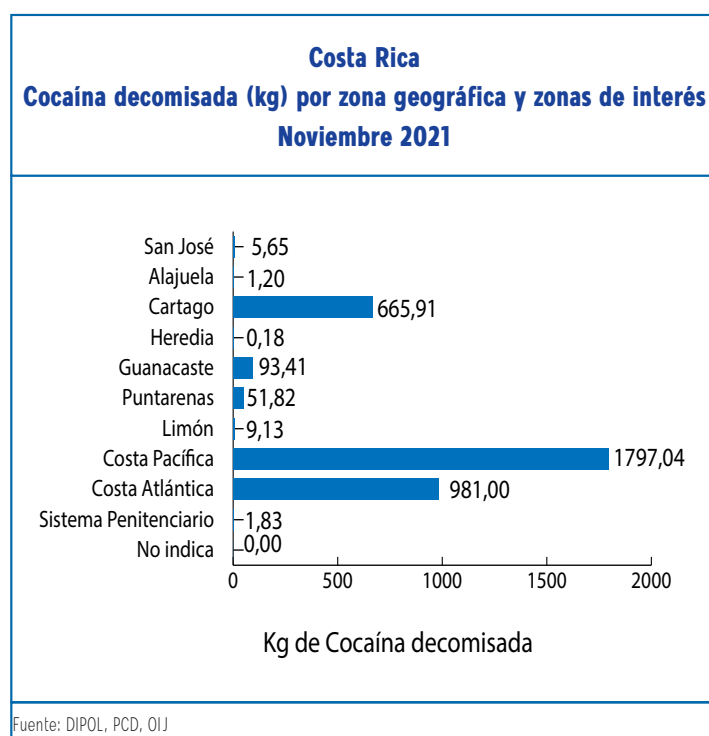 Costa Rica
Cocaína decomisada (kg) por zona geográfica y zonas de interés
Noviembre 2021
San José 5,65
Alajuela 1,20
Cartago 665,91
Heredia 0,18
Guanacaste 93,41
Puntarenas 51,82
Limón 9,13
Costa Pacífica 1797,04
Costa Atlántica 981,00
Sistema Penitenciario 1,83
No indica 0,00
0 500 1000 1500 2000
Kg de Cocaína decomisada
Fuente: DIPOL, PCD, OIJ